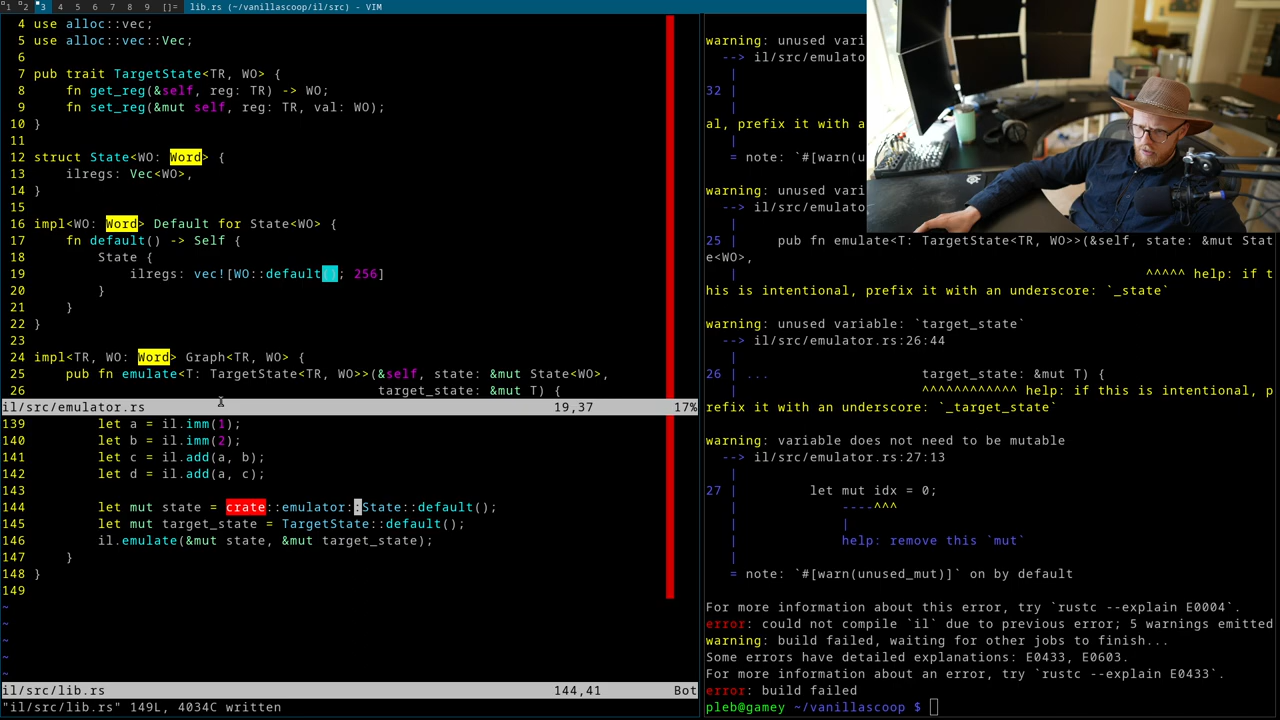 1 2 3 4 5 6 7 8 9 []= lib.rs (~/vanillascoop/il/src) - VIM
4 use alloc::vec;
5 use alloc::vec::Vec;
6
7 pub trait TargetState<TR, WO> {
8     fn get_reg(&self, reg: TR) -> WO;
9     fn set_reg(&mut self, reg: TR, val: WO);
10 }
11
12 struct State<WO: Word> {
13     ilregs: Vec<WO>,
14 }
15
16 impl<WO: Word> Default for State<WO> {
17     fn default() -> Self {
18         State {
19             ilregs: vec![WO::default(); 256]
20         }
21     }
22 }
23
24 impl<TR, WO: Word> Graph<TR, WO> {
25     pub fn emulate<T: TargetState<TR, WO>>(&self, state: &mut State<WO>,
26                                            target_state: &mut T) {
il/src/emulator.rs 19,37 17%
139         let a = il.imm(1);
140         let b = il.imm(2);
141         let c = il.add(a, b);
142         let d = il.add(a, c);
143
144         let mut state = crate::emulator::State::default();
145         let mut target_state = TargetState::default();
146         il.emulate(&mut state, &mut target_state);
147     }
148 }
149
~
~
~
~
~
il/src/lib.rs 144,41 Bot
"il/src/lib.rs" 149L, 4034C written
warning: unused vari
--> il/src/emulato
|
32 |
|
al, prefix it with a
= note: `#[warn(u
warning: unused vari
--> il/src/emulato
|
25 |     pub fn emulate<T: TargetState<TR, WO>>(&self, state: &mut Stat
e<WO>,
| ^^^^^ help: if t
his is intentional, prefix it with an underscore: `_state`
warning: unused variable: `target_state`
--> il/src/emulator.rs:26:44
|
26 | ... target_state: &mut T) {
| ^^^^^^^^^^^^ help: if this is intentional, p
refix it with an underscore: `_target_state`
warning: variable does not need to be mutable
--> il/src/emulator.rs:27:13
|
27 |         let mut idx = 0;
| ----^^^
| |
| help: remove this `mut`
|
= note: `#[warn(unused_mut)]` on by default
For more information about this error, try `rustc --explain E0004`.
error: could not compile `il` due to previous error; 5 warnings emitted
warning: build failed, waiting for other jobs to finish...
Some errors have detailed explanations: E0433, E0603.
For more information about an error, try `rustc --explain E0433`.
error: build failed
pleb@gamey ~/vanillascoop $